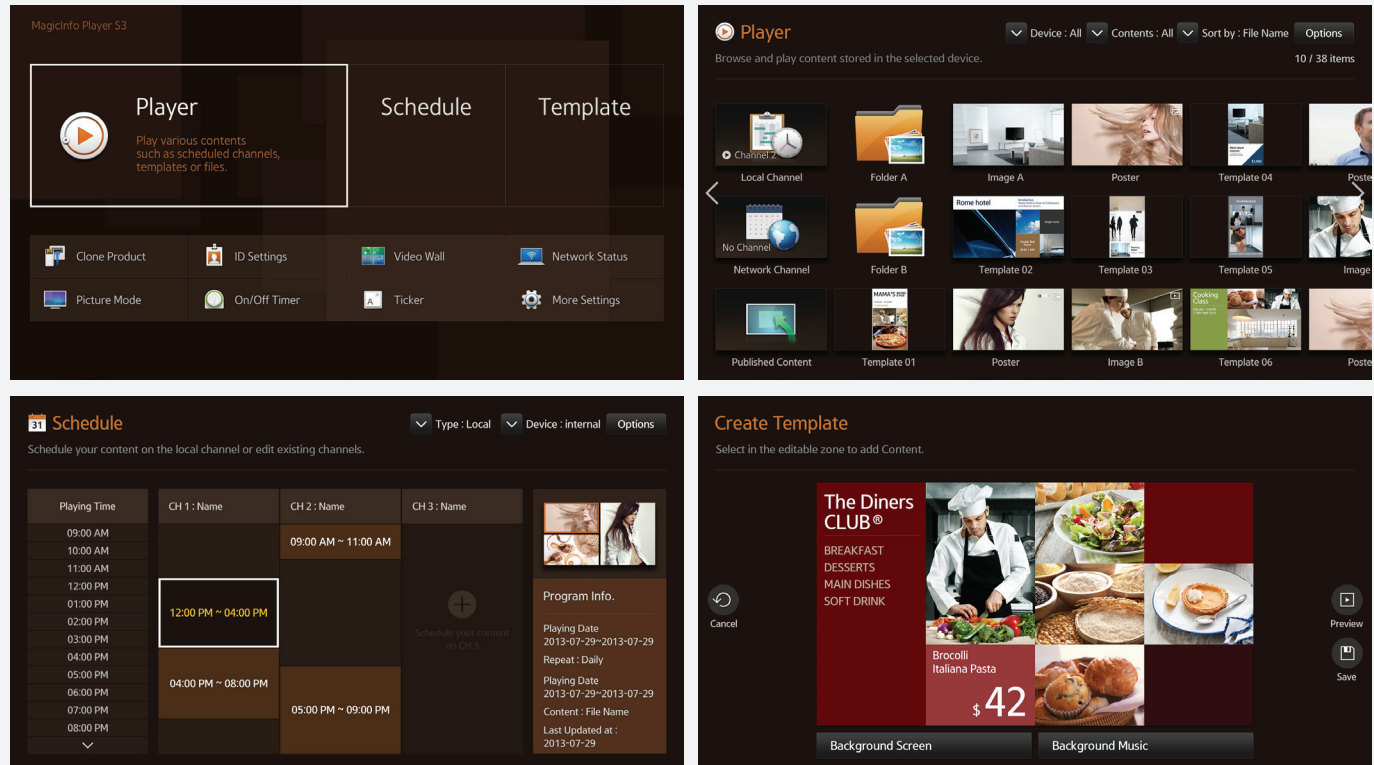 MagicInfo Player S3
Player
Play various contents
such as scheduled channels,
templates or files.
Schedule
Template
Clone Product
ID Settings
Video Wall
Network Status
Picture Mode
On/Off Timer
A
Ticker
More Settings
Player
Device : All
Contents : All
Sort by : File Name
Options
Browse and play content stored in the selected device.
10 / 38 items
Channel 2
Local Channel
Folder A
Image A
Poster
Template 04
Poste
No Channel
Network Channel
Folder B
Rome hotel
Template 02
Template 03
Template 05
Image
Published Content
MAMA'S
Template 01
Poster
Image B
Cooking
Class
Template 06
Poste
31
Schedule
Type : Local
Device : internal
Options
Schedule your content on the local channel or edit existing channels.
Playing Time
09:00 AM
10:00 AM
11:00 AM
12:00 PM
01:00 PM
02:00 PM
03:00 PM
04:00 PM
05:00 PM
06:00 PM
07:00 PM
08:00 PM
CH 1 : Name
12:00 PM ~ 04:00 PM
04:00 PM ~ 08:00 PM
CH 2 : Name
09:00 AM ~ 11:00 AM
05:00 PM ~ 09:00 PM
CH 3 : Name
Schedule your content
on CH 3
Program Info.
Playing Date
2013-07-29~2013-07-29
Repeat : Daily
Playing Date
2013-07-29~2013-07-29
Content : File Name
Last Updated at :
2013-07-29
Create Template
Select in the editable zone to add Content.
Cancel
The Diners
CLUB®
BREAKFAST
DESSERTS
MAIN DISHES
SOFT DRINK
Brocolli
Italiana Pasta
$ 42
Preview
Save
Background Screen
Background Music